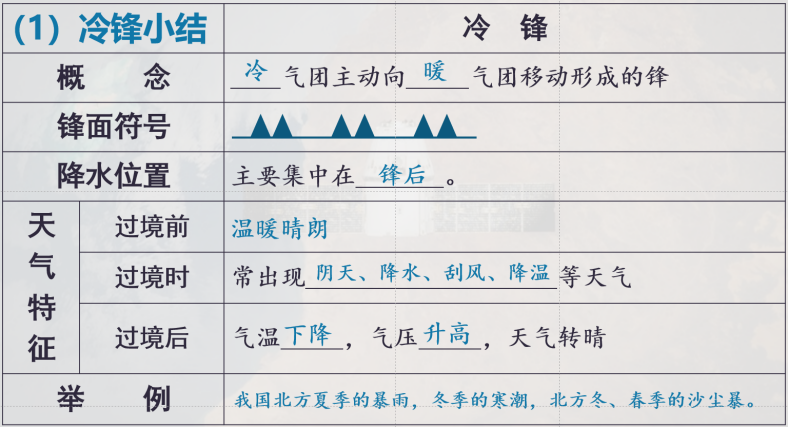 (1) 冷锋小结 冷 锋
概 念 冷气团主动向暖气团移动形成的锋
锋面符号
降水位置 主要集中在锋后。
天气特征
过境前 温暖晴朗
过境时 常出现阴天、降水、刮风、降温等天气
过境后 气温下降，气压升高，天气转晴
举 例 我国北方夏季的暴雨，冬季的寒潮，北方冬、春季的沙尘暴。